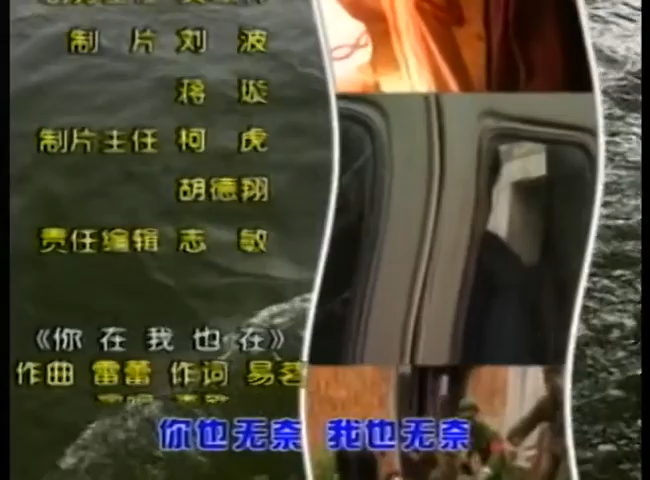 制 片 刘 波
蒋 璇
制片主任 柯 虎
胡德翔
责任编辑 志 敏
《你 在 我 也 在》
作曲 雷蕾 作词 易茗
你也无奈 我也无奈